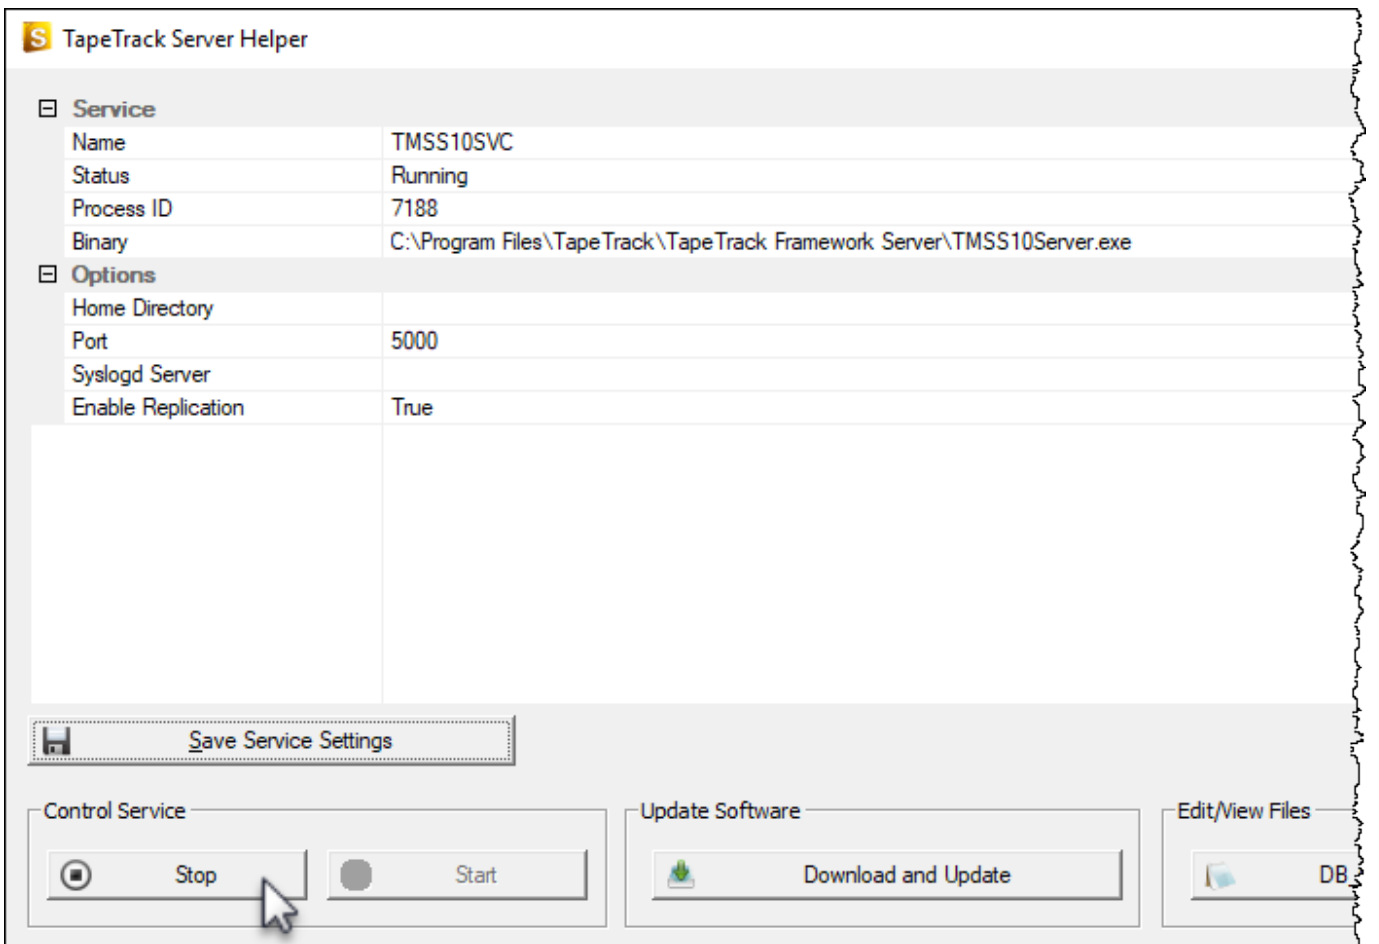 S TapeTrack Server Helper
Service
Name TMSS10SVC
Status Running
Process ID 7188
Binary C:\Program Files\TapeTrack\TapeTrack Framework Server\TMSS10Server.exe
Options
Home Directory
Port 5000
Syslogd Server
Enable Replication True
Save Service Settings
Control Service Update Software Edit/View Files
Stop Start Download and Update DB_